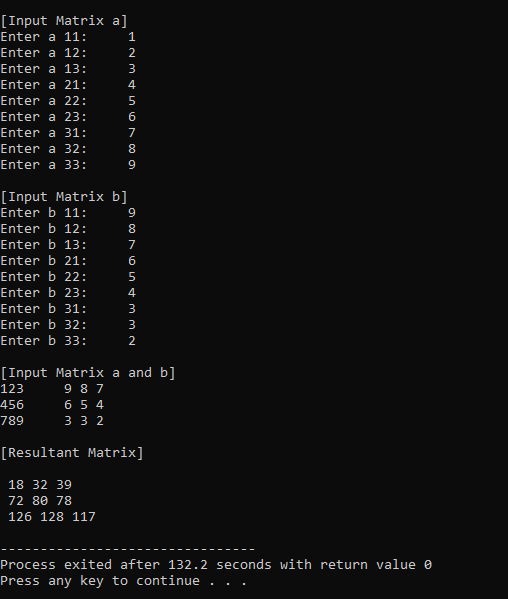 [Input Matrix a]
Enter a 11:     1
Enter a 12:     2
Enter a 13:     3
Enter a 21:     4
Enter a 22:     5
Enter a 23:     6
Enter a 31:     7
Enter a 32:     8
Enter a 33:     9

[Input Matrix b]
Enter b 11:     9
Enter b 12:     8
Enter b 13:     7
Enter b 21:     6
Enter b 22:     5
Enter b 23:     4
Enter b 31:     3
Enter b 32:     3
Enter b 33:     2

[Input Matrix a and b]
123     9 8 7
456     6 5 4
789     3 3 2

[Resultant Matrix]

 18 32 39
 72 80 78
 126 128 117

--------------------------------
Process exited after 132.2 seconds with return value 0
Press any key to continue . . .